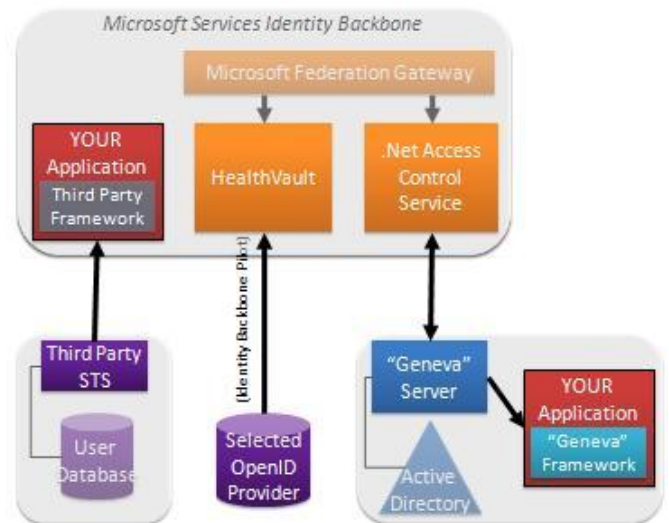 Microsoft Services Identity Backbone
Microsoft Federation Gateway
YOUR
Application
Third Party
Framework
HealthVault
.Net Access
Control
Service
(Identity Backbone Pilot)
Third Party
STS
User
Database
Selected
OpenID
Provider
“Geneva”
Server
Active
Directory
YOUR
Application
“Geneva”
Framework